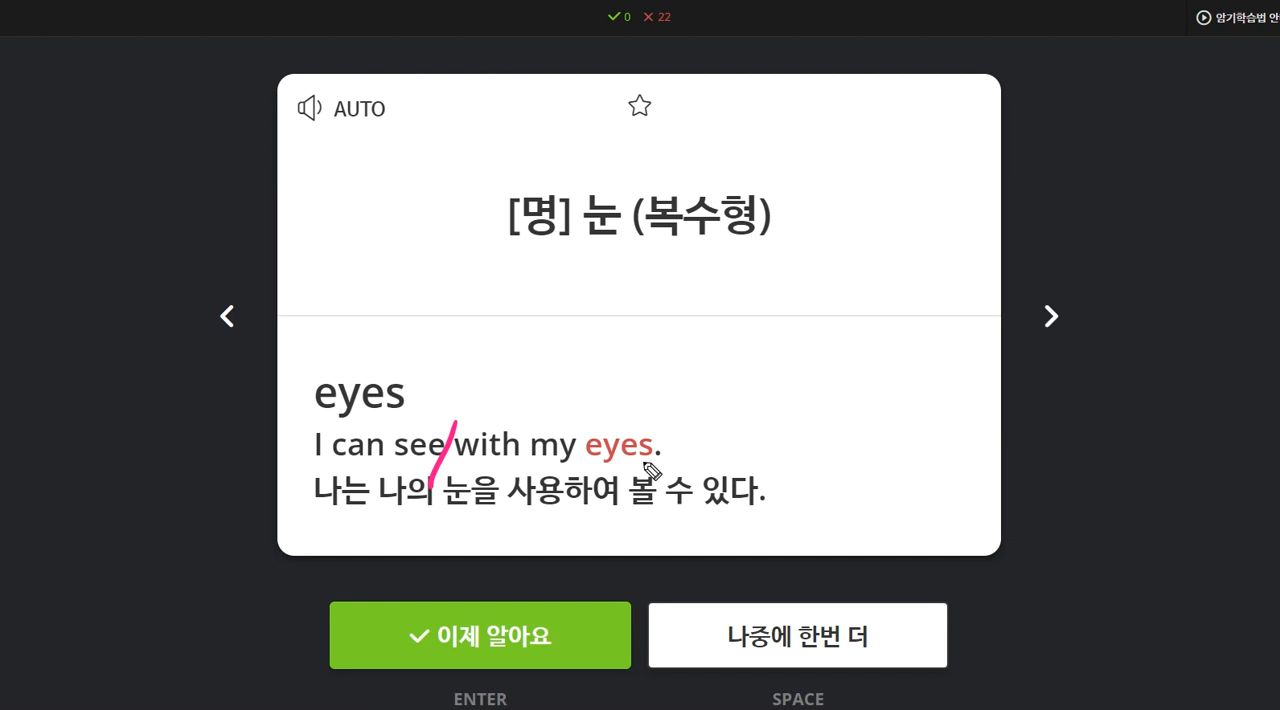 0 22
암기학습법 안
AUTO
[명] 눈 (복수형)
eyes
I can see with my eyes.
나는 나의 눈을 사용하여 볼 수 있다.
이제 알아요 나중에 한번 더
ENTER SPACE